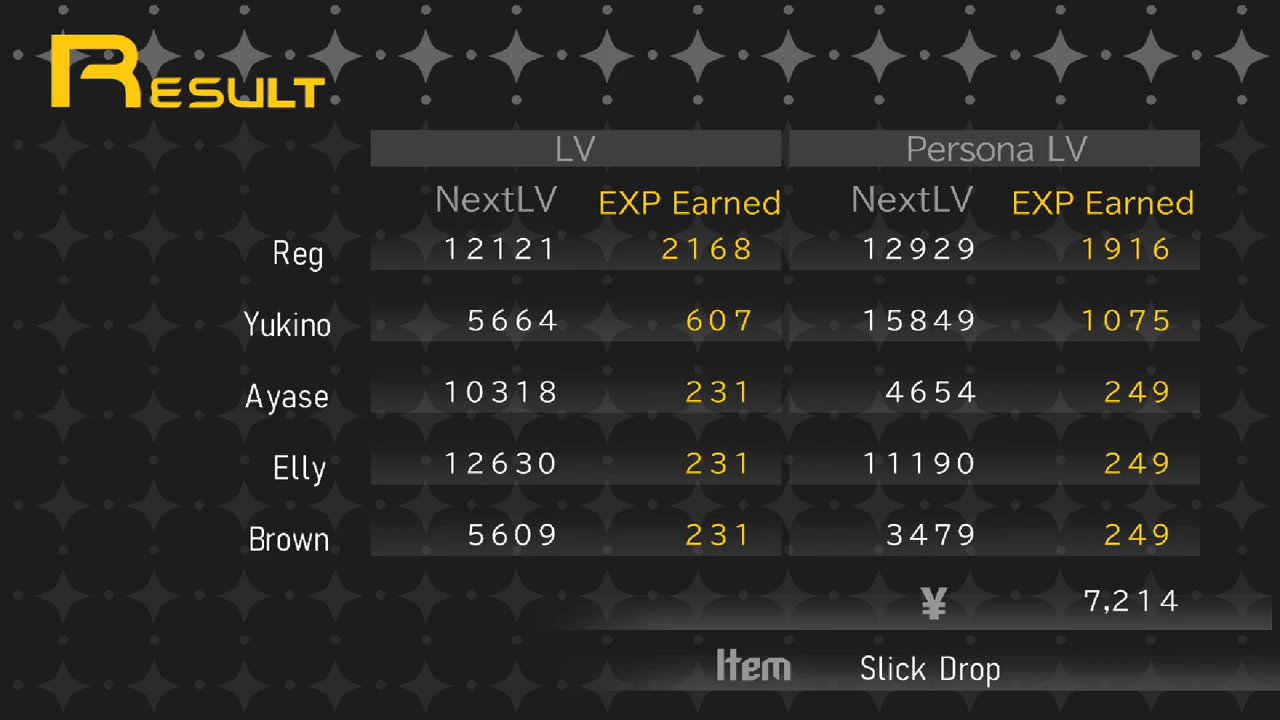 RESULT
LV Persona LV
NextLV EXP Earned NextLV EXP Earned
Reg 12121 2168 12929 1916
Yukino 5664 607 15849 1075
Ayase 10318 231 4654 249
Elly 12630 231 11190 249
Brown 5609 231 3479 249
¥ 7,214
Item Slick Drop